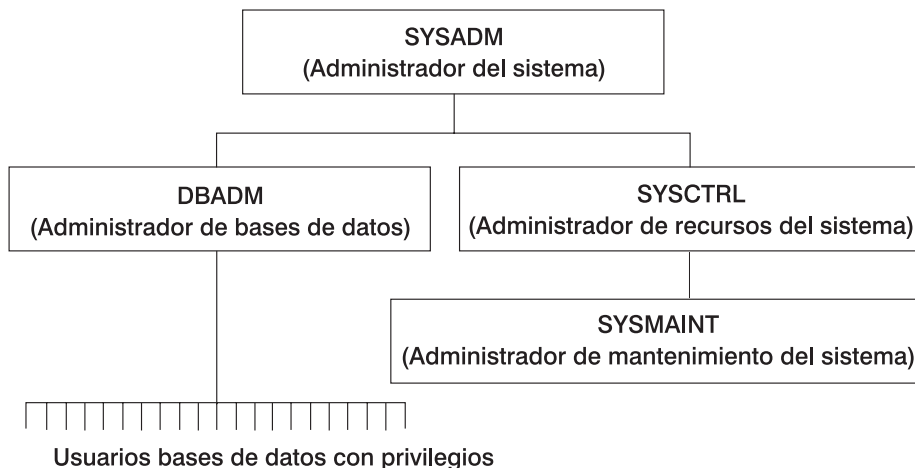 SYSADM
(Administrador del sistema)
DBADM
(Administrador de bases de datos)
SYSCTRL
(Administrador de recursos del sistema)
SYSMAINT
(Administrador de mantenimiento del sistema)
Usuarios bases de datos con privilegios